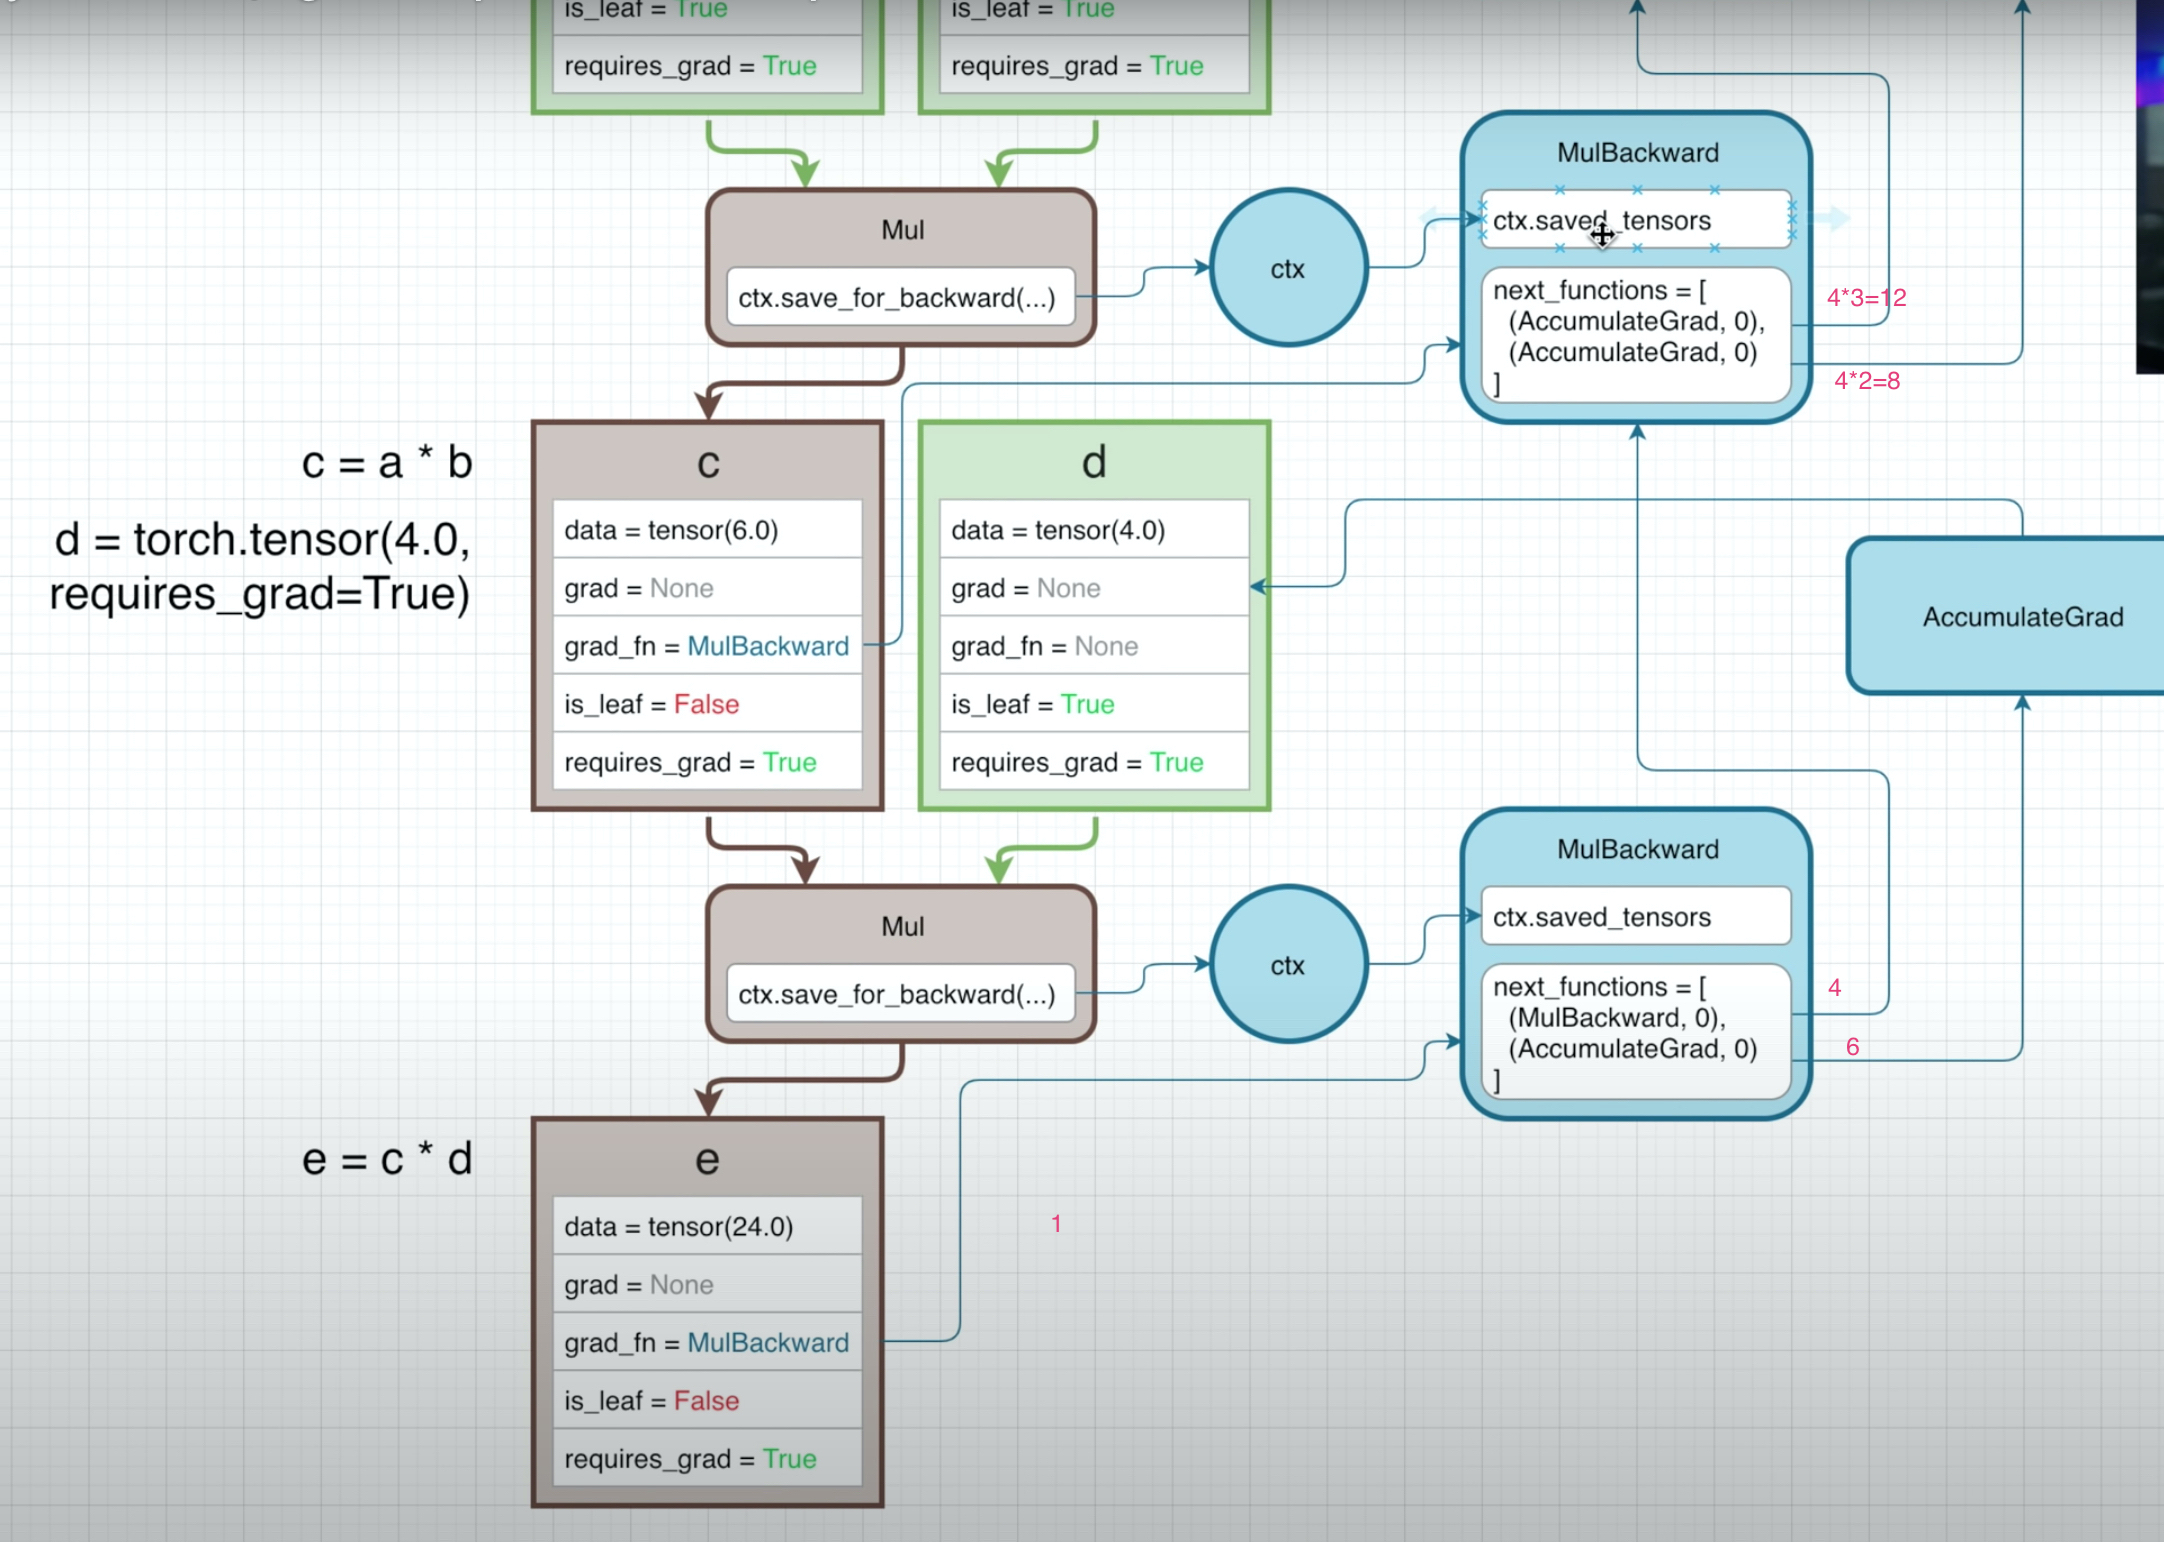 is_leaf = True
is_leaf = True
requires_grad = True
requires_grad = True
MulBackward
ctx.saved_tensors
next_functions = [
(AccumulateGrad, 0),
(AccumulateGrad, 0)
]
4*3=12
4*2=8
Mul
ctx.save_for_backward(...)
ctx
c = a * b
d = torch.tensor(4.0,
requires_grad=True)
c
data = tensor(6.0)
grad = None
grad_fn = MulBackward
is_leaf = False
requires_grad = True
d
data = tensor(4.0)
grad = None
grad_fn = None
is_leaf = True
requires_grad = True
AccumulateGrad
Mul
ctx.save_for_backward(...)
ctx
MulBackward
ctx.saved_tensors
next_functions = [
(MulBackward, 0),
(AccumulateGrad, 0)
]
4
6
e = c * d
e
data = tensor(24.0)
grad = None
grad_fn = MulBackward
is_leaf = False
requires_grad = True
1